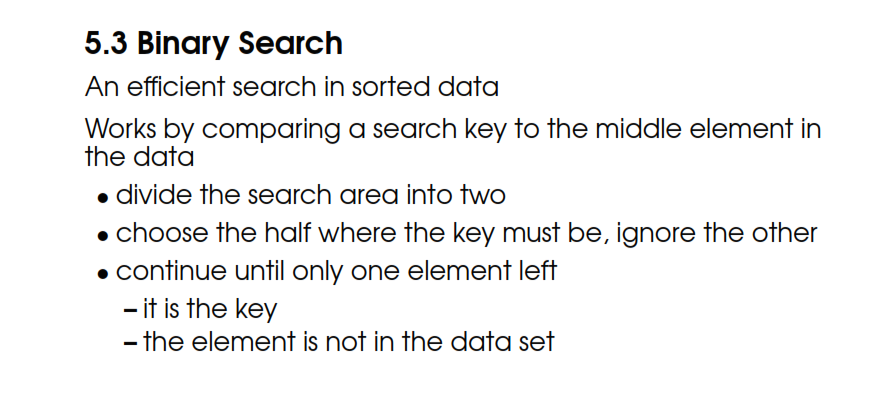 5.3 Binary Search
An efficient search in sorted data
Works by comparing a search key to the middle element in
the data
• divide the search area into two
• choose the half where the key must be, ignore the other
• continue until only one element left
– it is the key
– the element is not in the data set